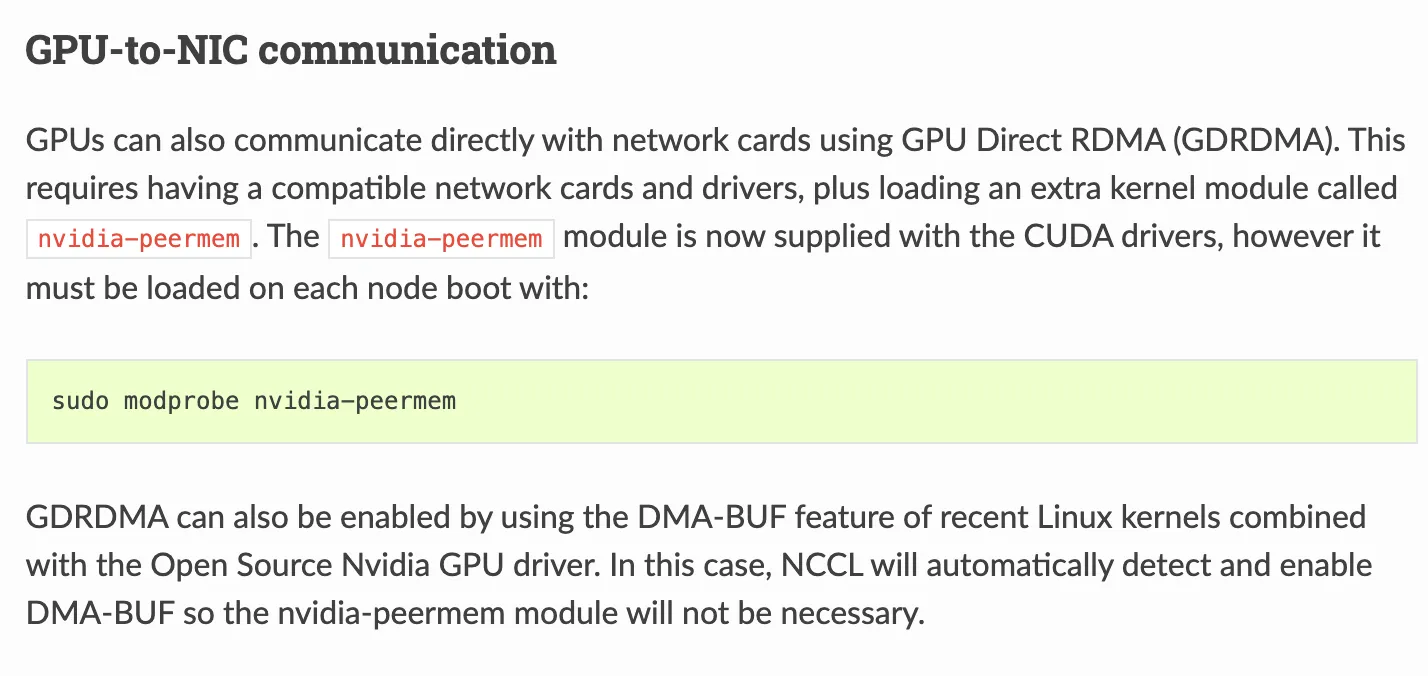 GPU-to-NIC communication
GPUs can also communicate directly with network cards using GPU Direct RDMA (GDRDMA). This
requires having a compatible network cards and drivers, plus loading an extra kernel module called
nvidia-peermem. The nvidia-peermem module is now supplied with the CUDA drivers, however it
must be loaded on each node boot with:
sudo modprobe nvidia-peermem
GDRDMA can also be enabled by using the DMA-BUF feature of recent Linux kernels combined
with the Open Source Nvidia GPU driver. In this case, NCCL will automatically detect and enable
DMA-BUF so the nvidia-peermem module will not be necessary.